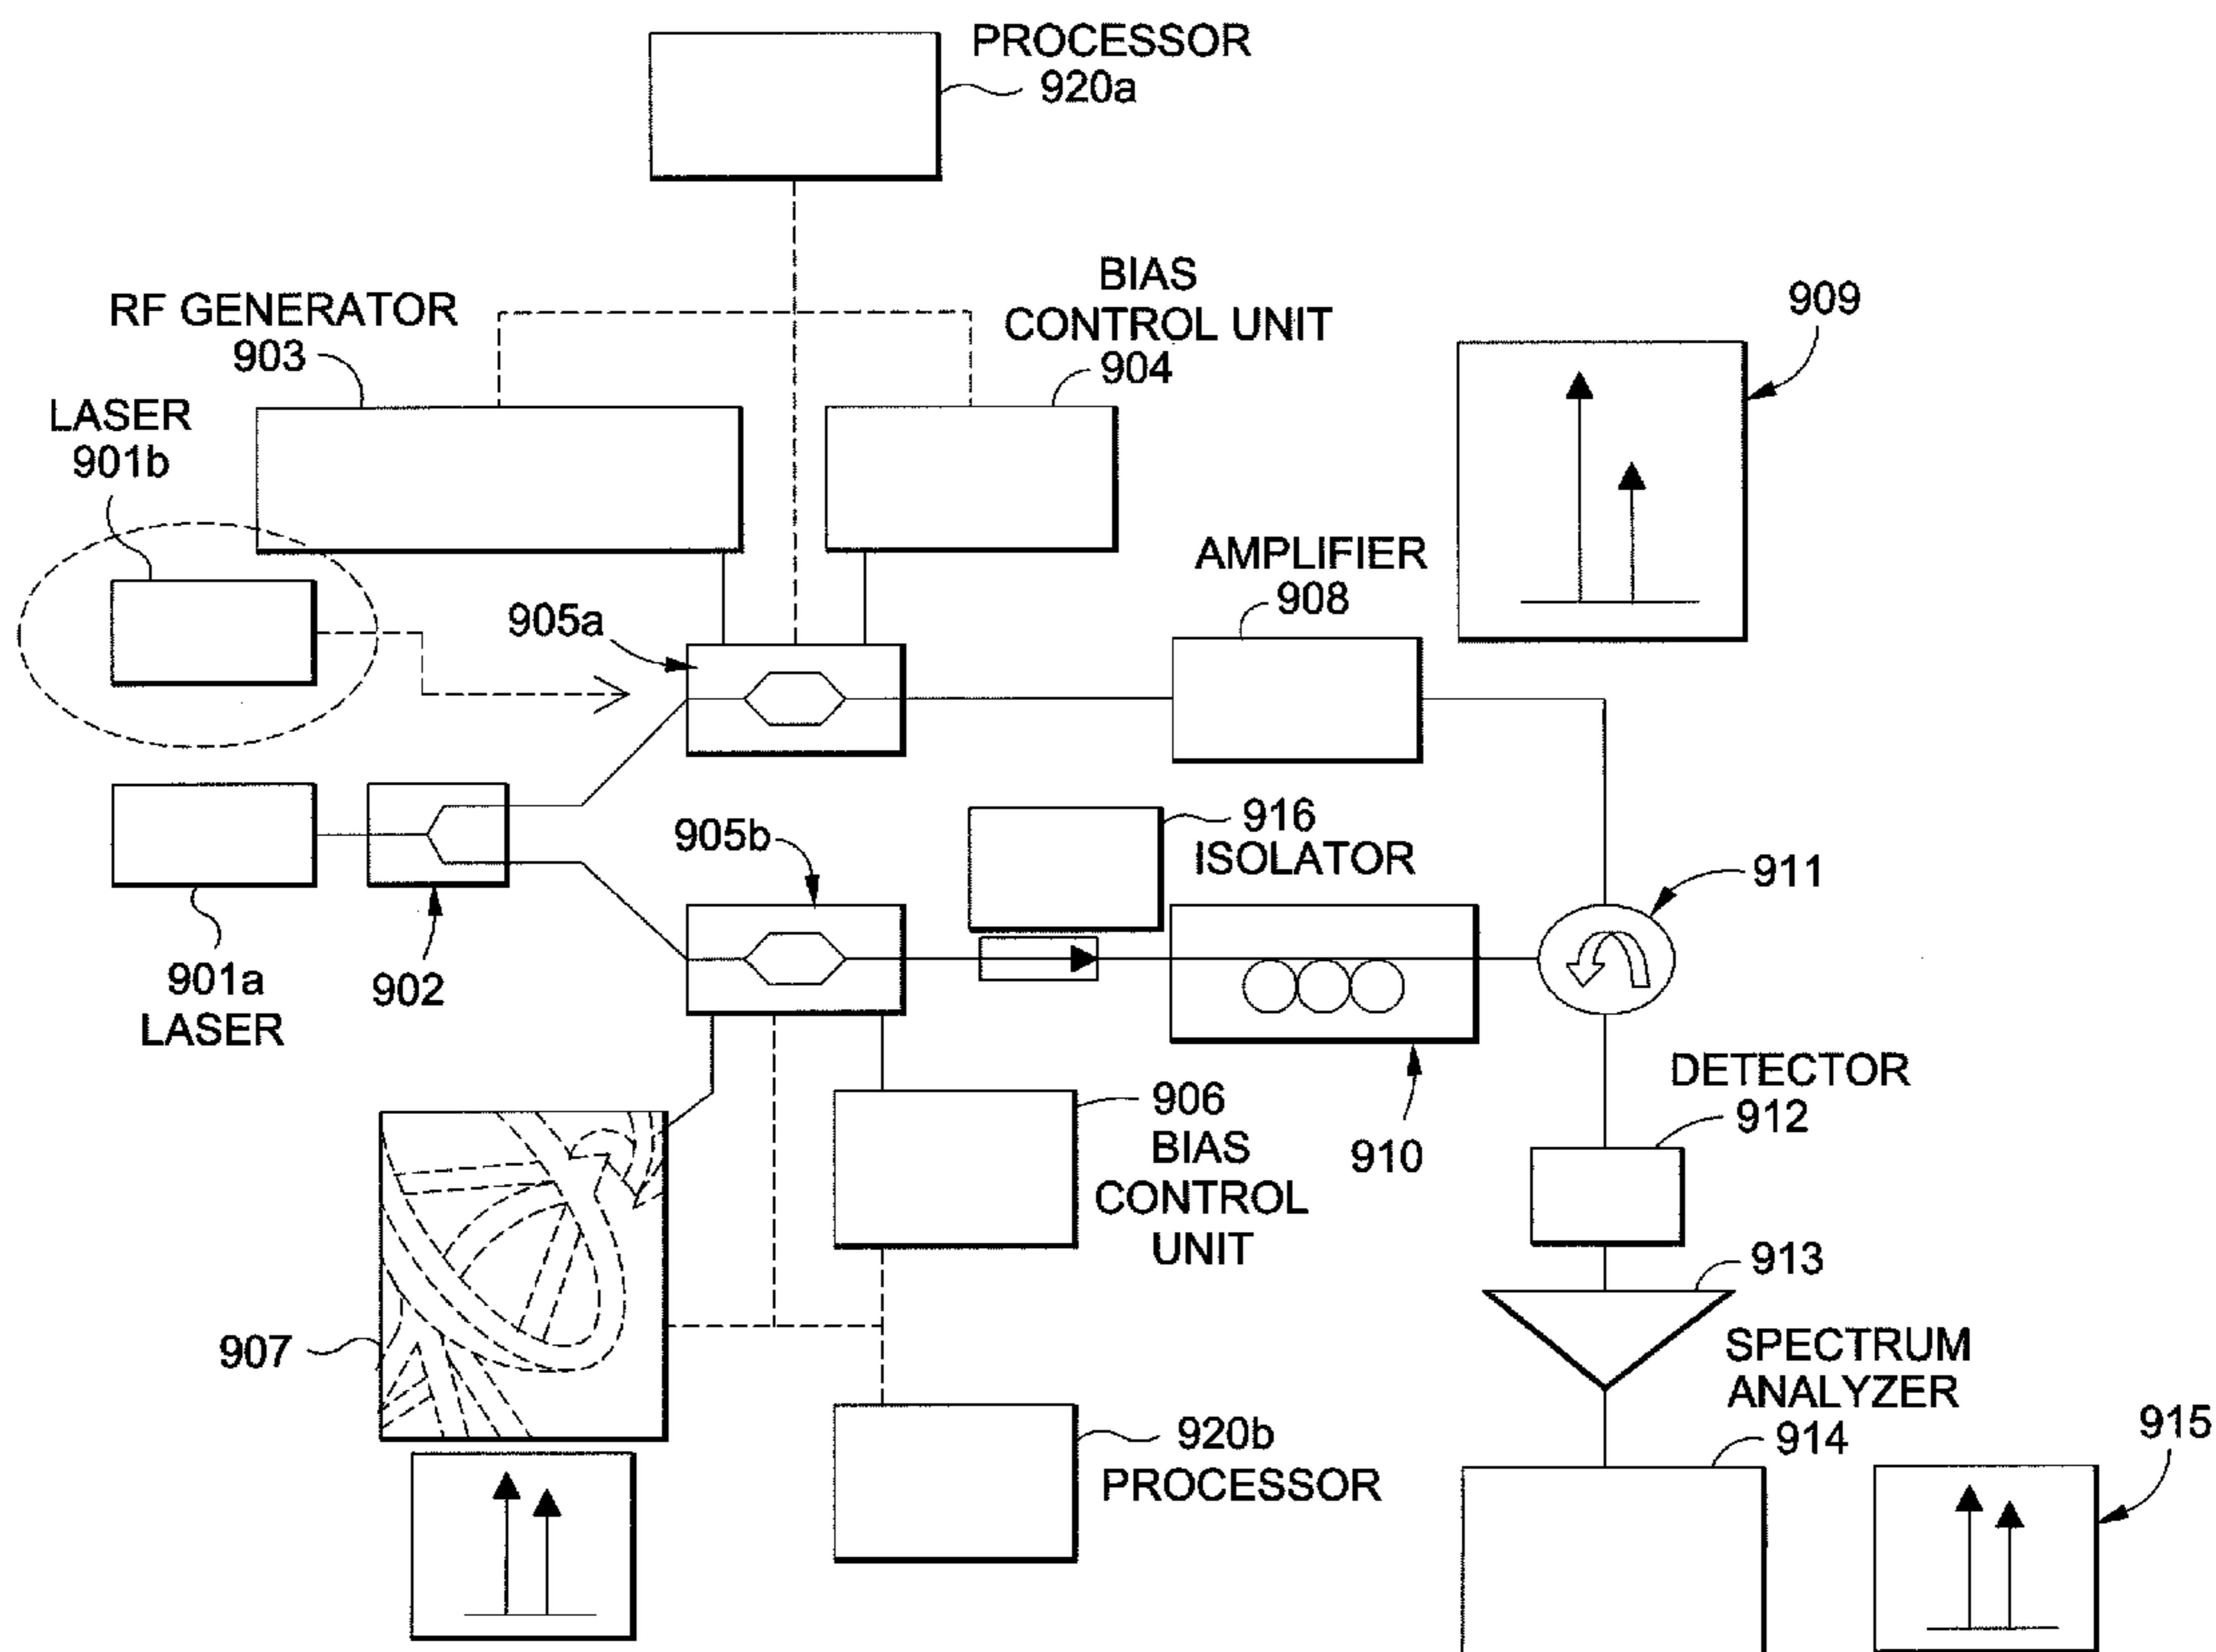 PROCESSOR
920a
BIAS
CONTROL UNIT
904
RF GENERATOR
903
909
LASER
901b
AMPLIFIER
908
905a
905b
916
ISOLATOR
911
901a
LASER
902
DETECTOR
912
906
BIAS
CONTROL
UNIT
910
913
907
SPECTRUM
ANALYZER
914
915
920b
PROCESSOR